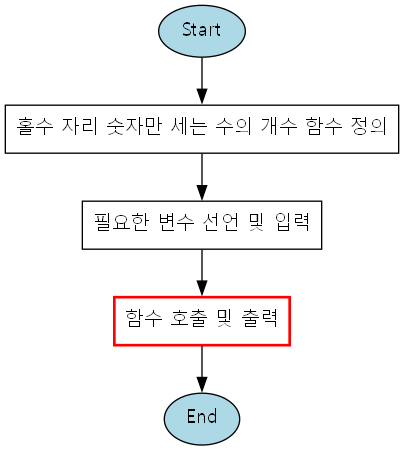 Start
홀수 자리 숫자만 세는 수의 개수 함수 정의
필요한 변수 선언 및 입력
함수 호출 및 출력
End